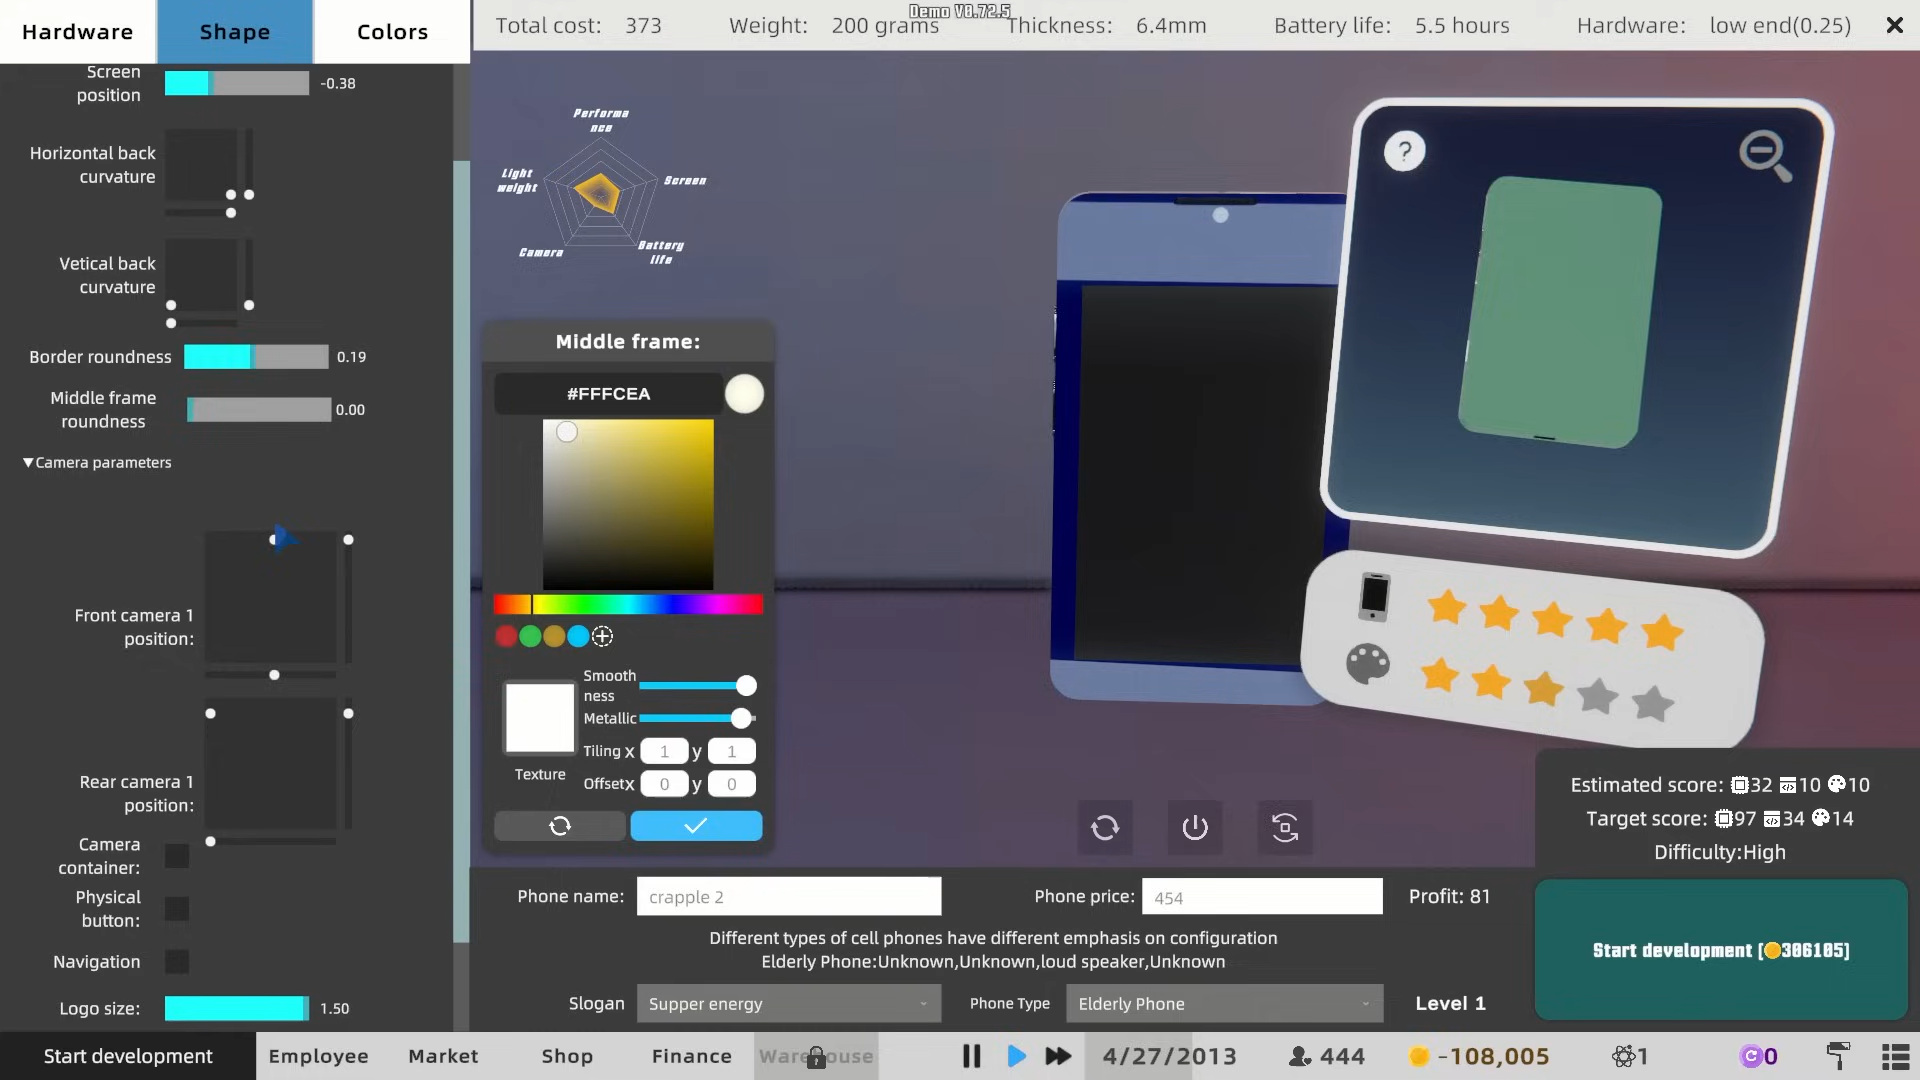 Hardware
Shape
Colors
Total cost: 373
Weight: 200 grams
Demo V0.72.5
Thickness: 6.4mm
Battery life: 5.5 hours
Hardware: low end(0.25)
Screen
position
-0.38
Horizontal back
curvature
Vetical back
curvature
Border roundness
0.19
Middle frame
roundness
0.00
▼Camera parameters
Front camera 1
position:
Rear camera 1
position:
Camera
container:
Physical
button:
Navigation
Logo size:
1.50
Performa
nce
Light
weight
Screen
Camera
Battery
life
Middle frame:
#FFFCEA
Smooth
ness
Metallic
Tiling x 1 y 1
Texture
Offsetx 0 y 0
?
Estimated score: 32 10 10
Target score: 97 34 14
Difficulty:High
Phone name: crapple 2
Phone price: 454
Profit: 81
Different types of cell phones have different emphasis on configuration
Elderly Phone:Unknown,Unknown,loud speaker,Unknown
Slogan Supper energy
Phone Type Elderly Phone
Level 1
Start development [306105]
Start development
Employee
Market
Shop
Finance
Warehouse
4/27/2013
444
-108,005
1
0